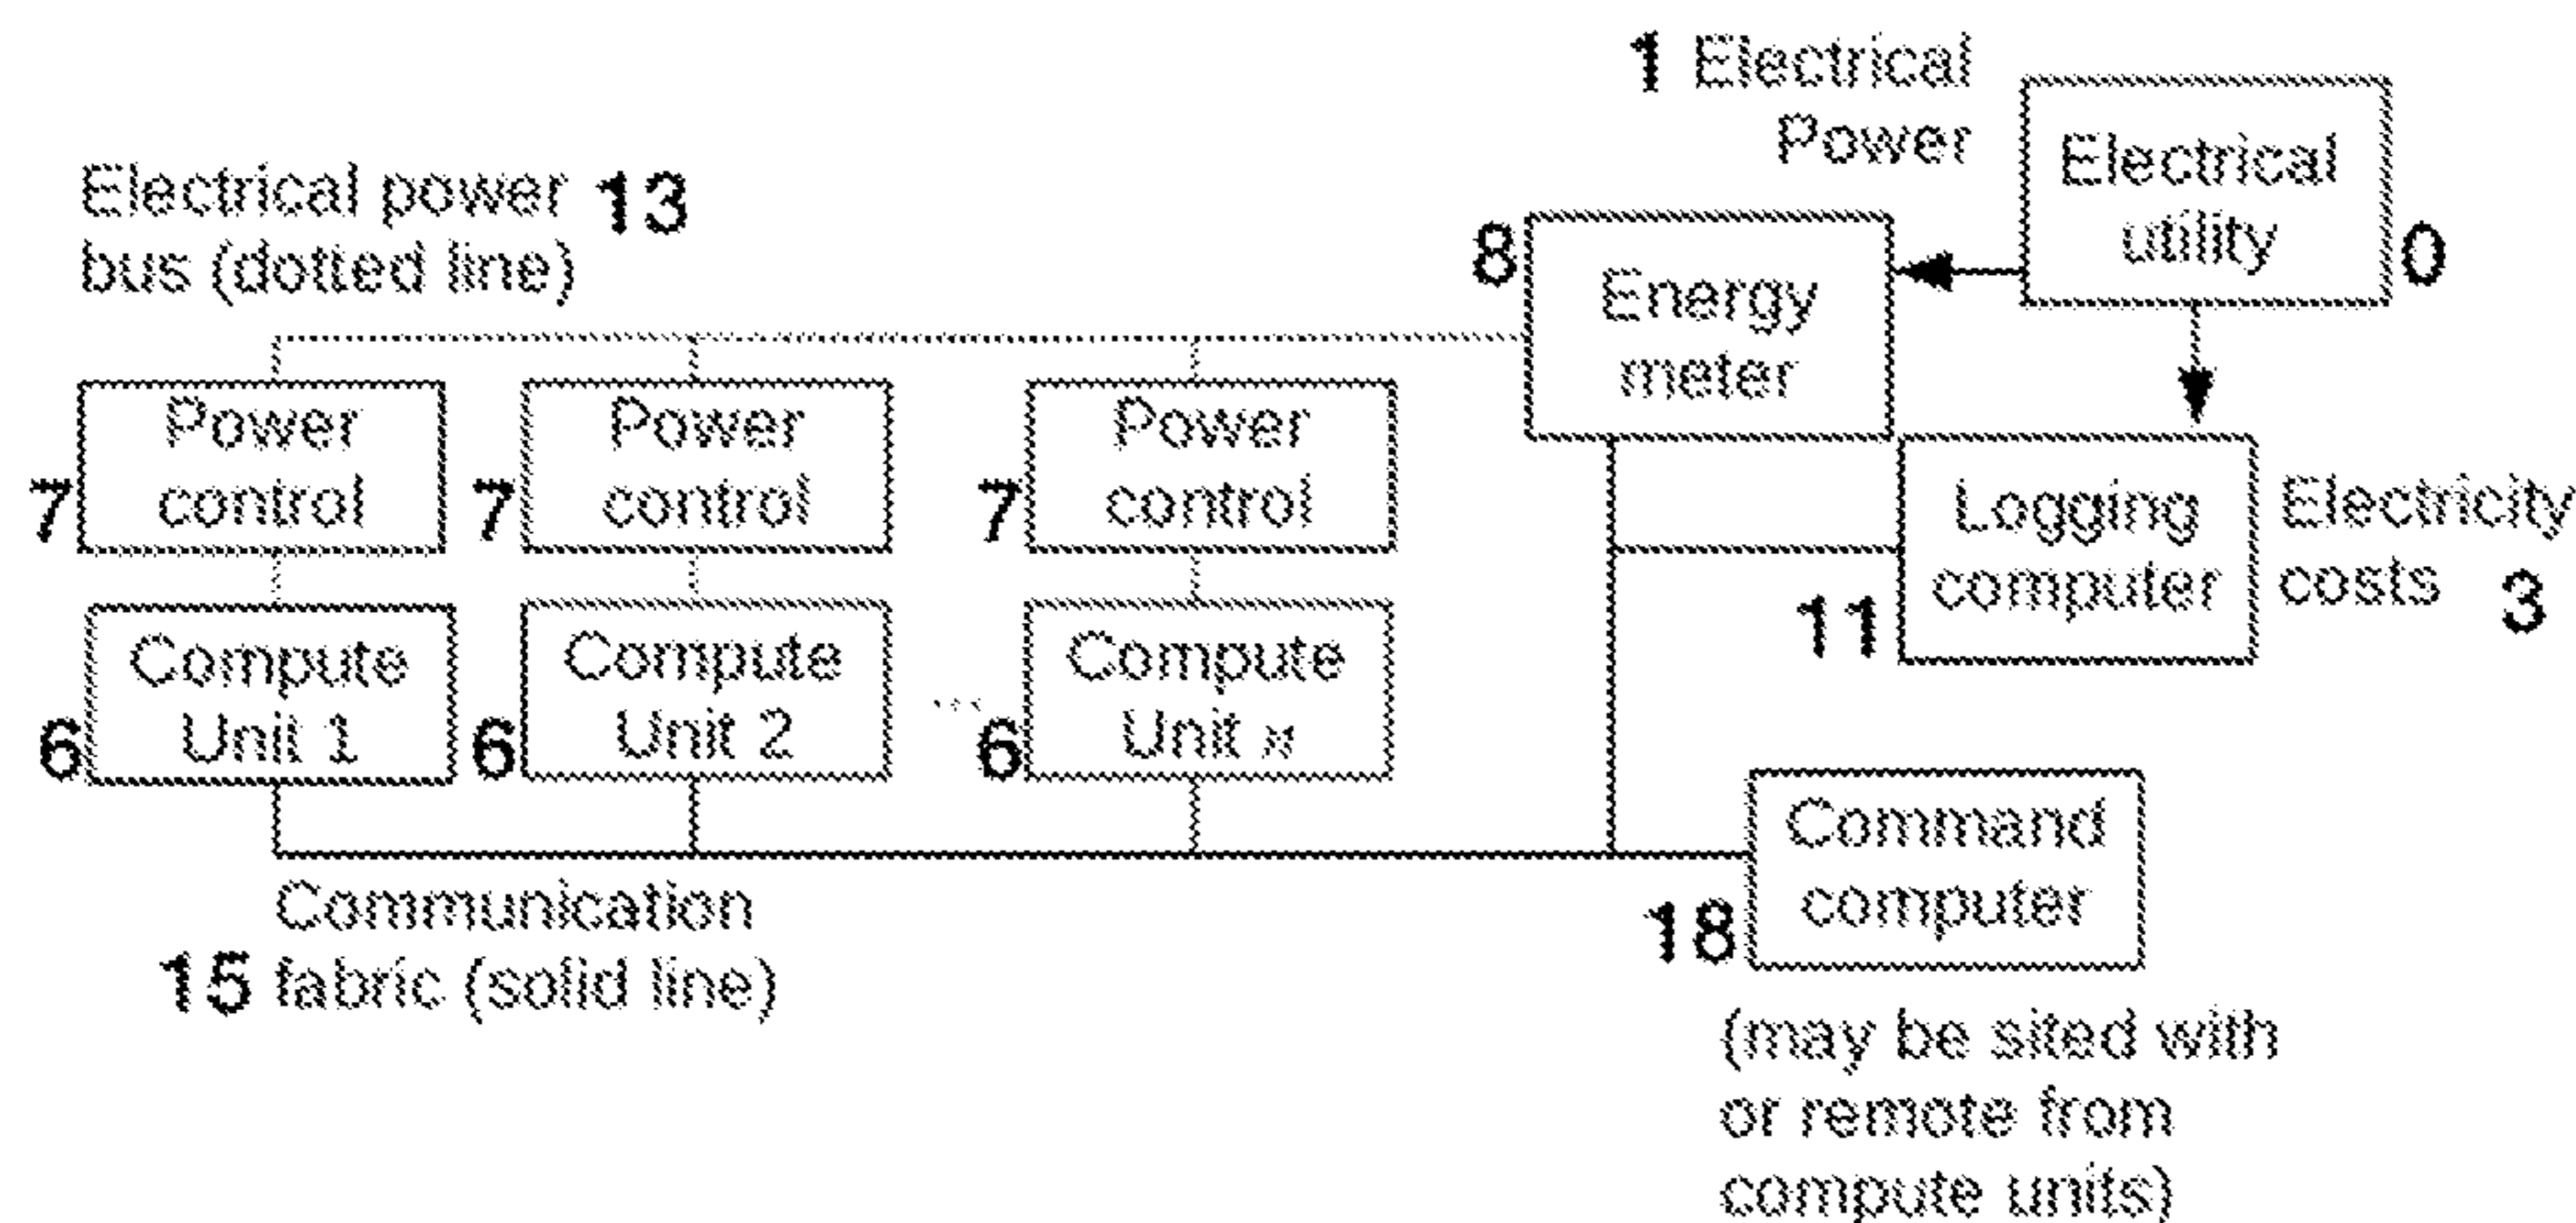 1 Electrical
Power
Electrical
utility
0
Electrical power 13
bus (dotted line)
8
Energy
meter
Power
control
7
Power
control
7
Power
control
7
Logging
computer
11
Electricity
costs 3
Compute
Unit 1
6
Compute
Unit 2
6
...
Compute
Unit n
6
Command
computer
18
Communication
15 fabric (solid line)
(may be sited with
or remote from
compute units)